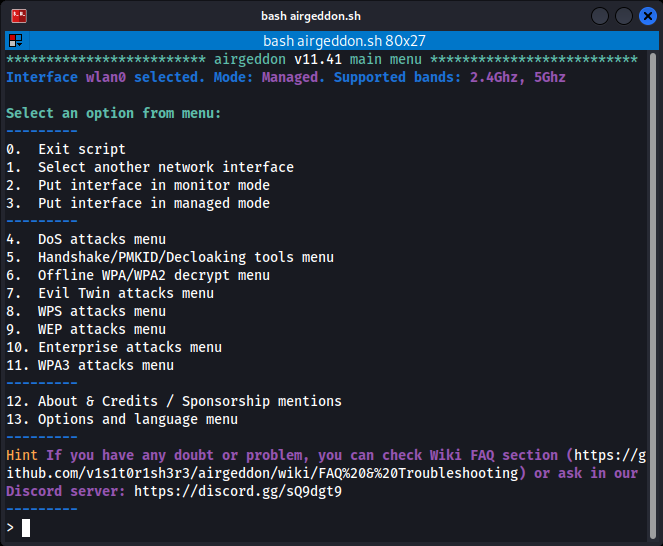 bash airgeddon.sh
bash airgeddon.sh 80x27
************************* airgeddon v11.41 main menu **************************
Interface wlan0 selected. Mode: Managed. Supported bands: 2.4Ghz, 5Ghz
Select an option from menu:
---------
0.  Exit script
1.  Select another network interface
2.  Put interface in monitor mode
3.  Put interface in managed mode
---------
4.  DoS attacks menu
5.  Handshake/PMKID/Decloaking tools menu
6.  Offline WPA/WPA2 decrypt menu
7.  Evil Twin attacks menu
8.  WPS attacks menu
9.  WEP attacks menu
10. Enterprise attacks menu
11. WPA3 attacks menu
---------
12. About & Credits / Sponsorship mentions
13. Options and language menu
---------
Hint If you have any doubt or problem, you can check Wiki FAQ section (https://g
ithub.com/v1s1t0r1sh3r3/airgeddon/wiki/FAQ%20&%20Troubleshooting) or ask in our
Discord server: https://discord.gg/sQ9dgt9
---------
>